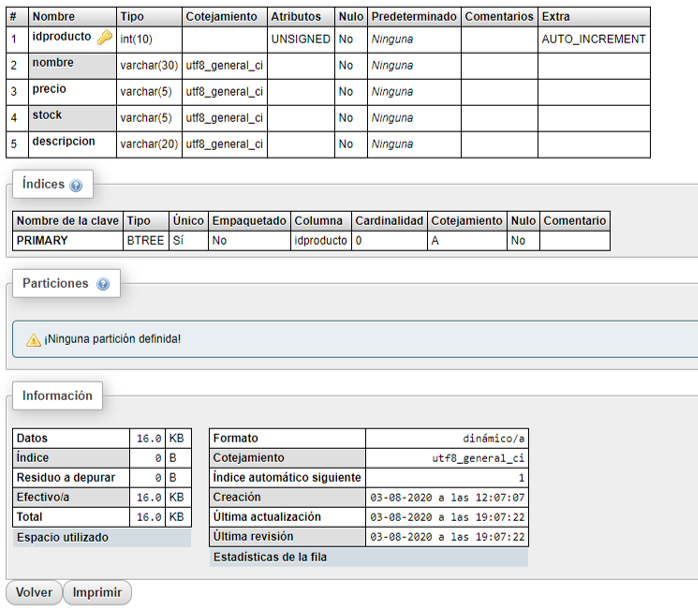 # Nombre Tipo Cotejamiento Atributos Nulo Predeterminado Comentarios Extra
1 idproducto int(10) UNSIGNED No Ninguna AUTO_INCREMENT
2 nombre varchar(30) utf8_general_ci No Ninguna
3 precio varchar(5) utf8_general_ci No Ninguna
4 stock varchar(5) utf8_general_ci No Ninguna
5 descripcion varchar(20) utf8_general_ci No Ninguna
Índices
Nombre de la clave Tipo Único Empaquetado Columna Cardinalidad Cotejamiento Nulo Comentario
PRIMARY BTREE Sí No idproducto 0 A No
Particiones
¡Ninguna partición definida!
Información
Datos 16.0 KB
Índice 0 B
Residuo a depurar 0 B
Efectivo/a 16.0 KB
Total 16.0 KB
Espacio utilizado
Formato dinámico/a
Cotejamiento utf8_general_ci
Índice automático siguiente 1
Creación 03-08-2020 a las 12:07:07
Última actualización 03-08-2020 a las 19:07:22
Última revisión 03-08-2020 a las 19:07:22
Estadísticas de la fila
Volver Imprimir